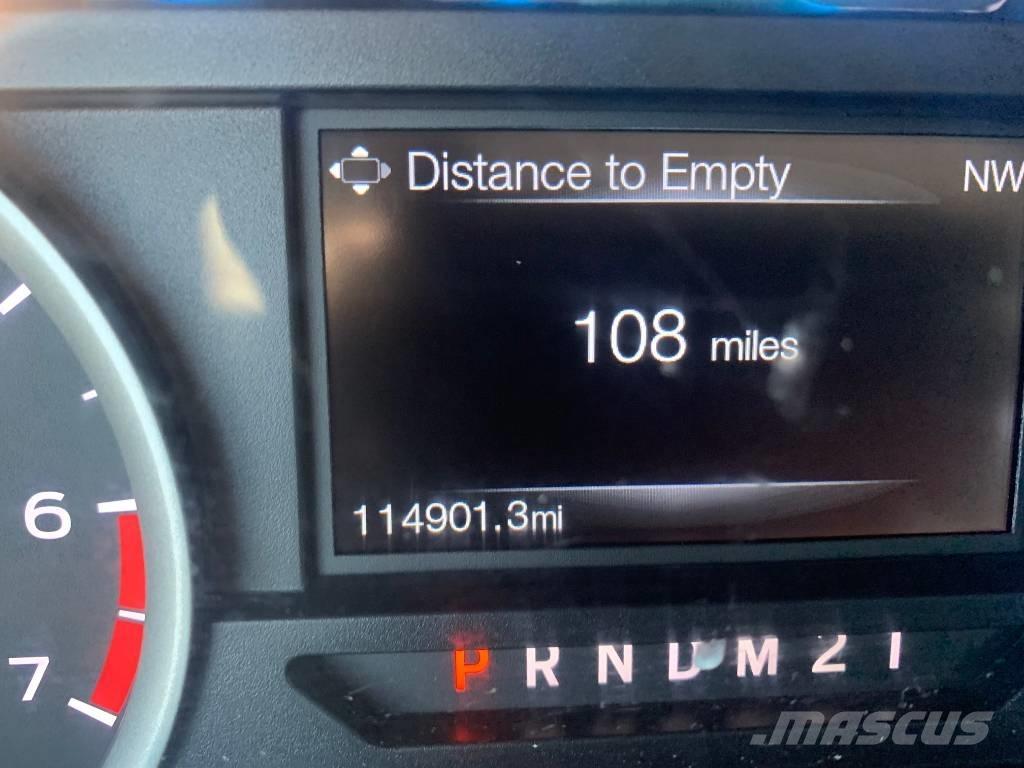 Distance to Empty NW
108 miles
114901.3mi
6
7
P R N D M 2 1
MASCUS